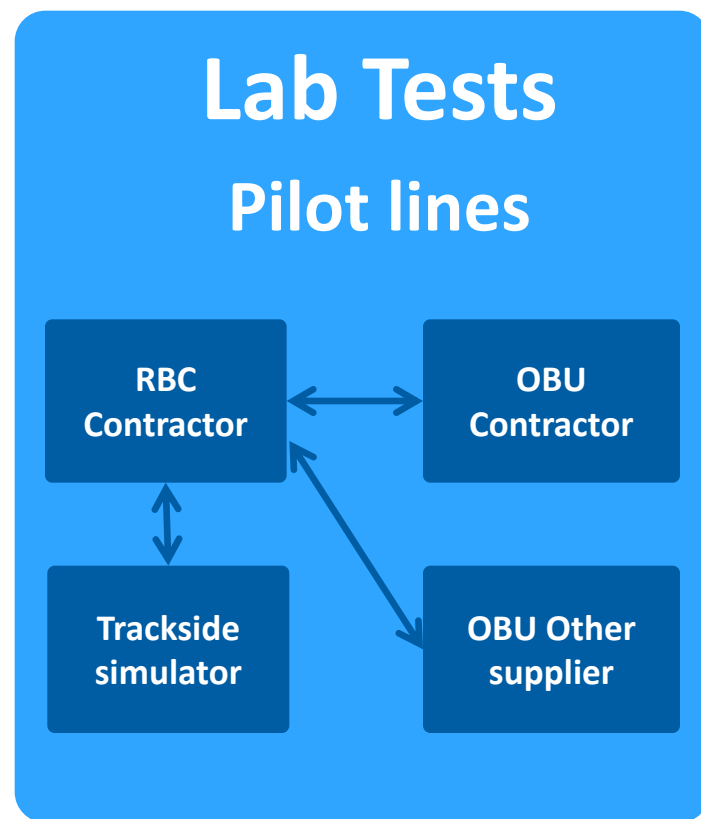 Lab Tests
Pilot lines
RBC
Contractor
OBU
Contractor
Trackside
simulator
OBU Other
supplier